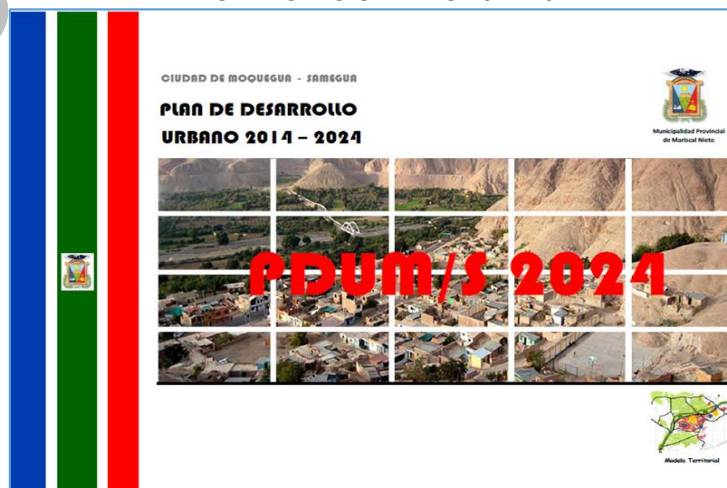 CIUDAD DE MOQUEGUA - SAMEGUA
PLAN DE DESARROLLO
URBANO 2014 – 2024
Municipalidad Provincial
de Mariscal Nieto
PDUM/S 2024
Modelo Territorial